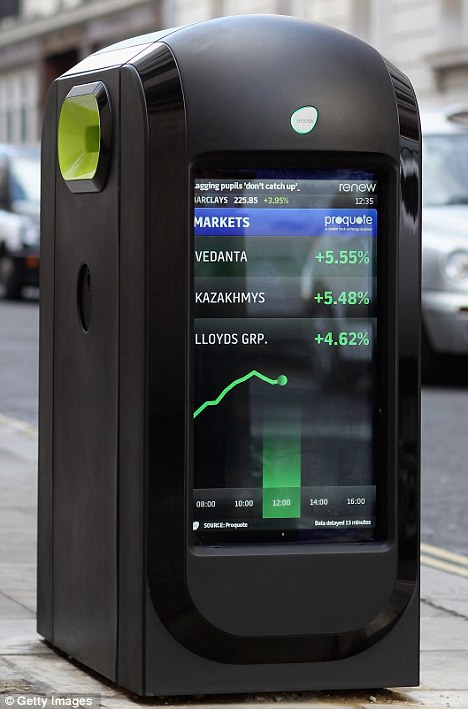 renew
.agging pupils 'don't catch up'_ renew
BARCLAYS 225.85 +3.95% 12:35
MARKETS proquote
VEDANTA +5.55%
KAZAKHMYS +5.48%
LLOYDS GRP. +4.62%
08:00 10:00 12:00 14:00 16:00
SOURCE: Proquote Data delayed 15 minutes
© Getty Images